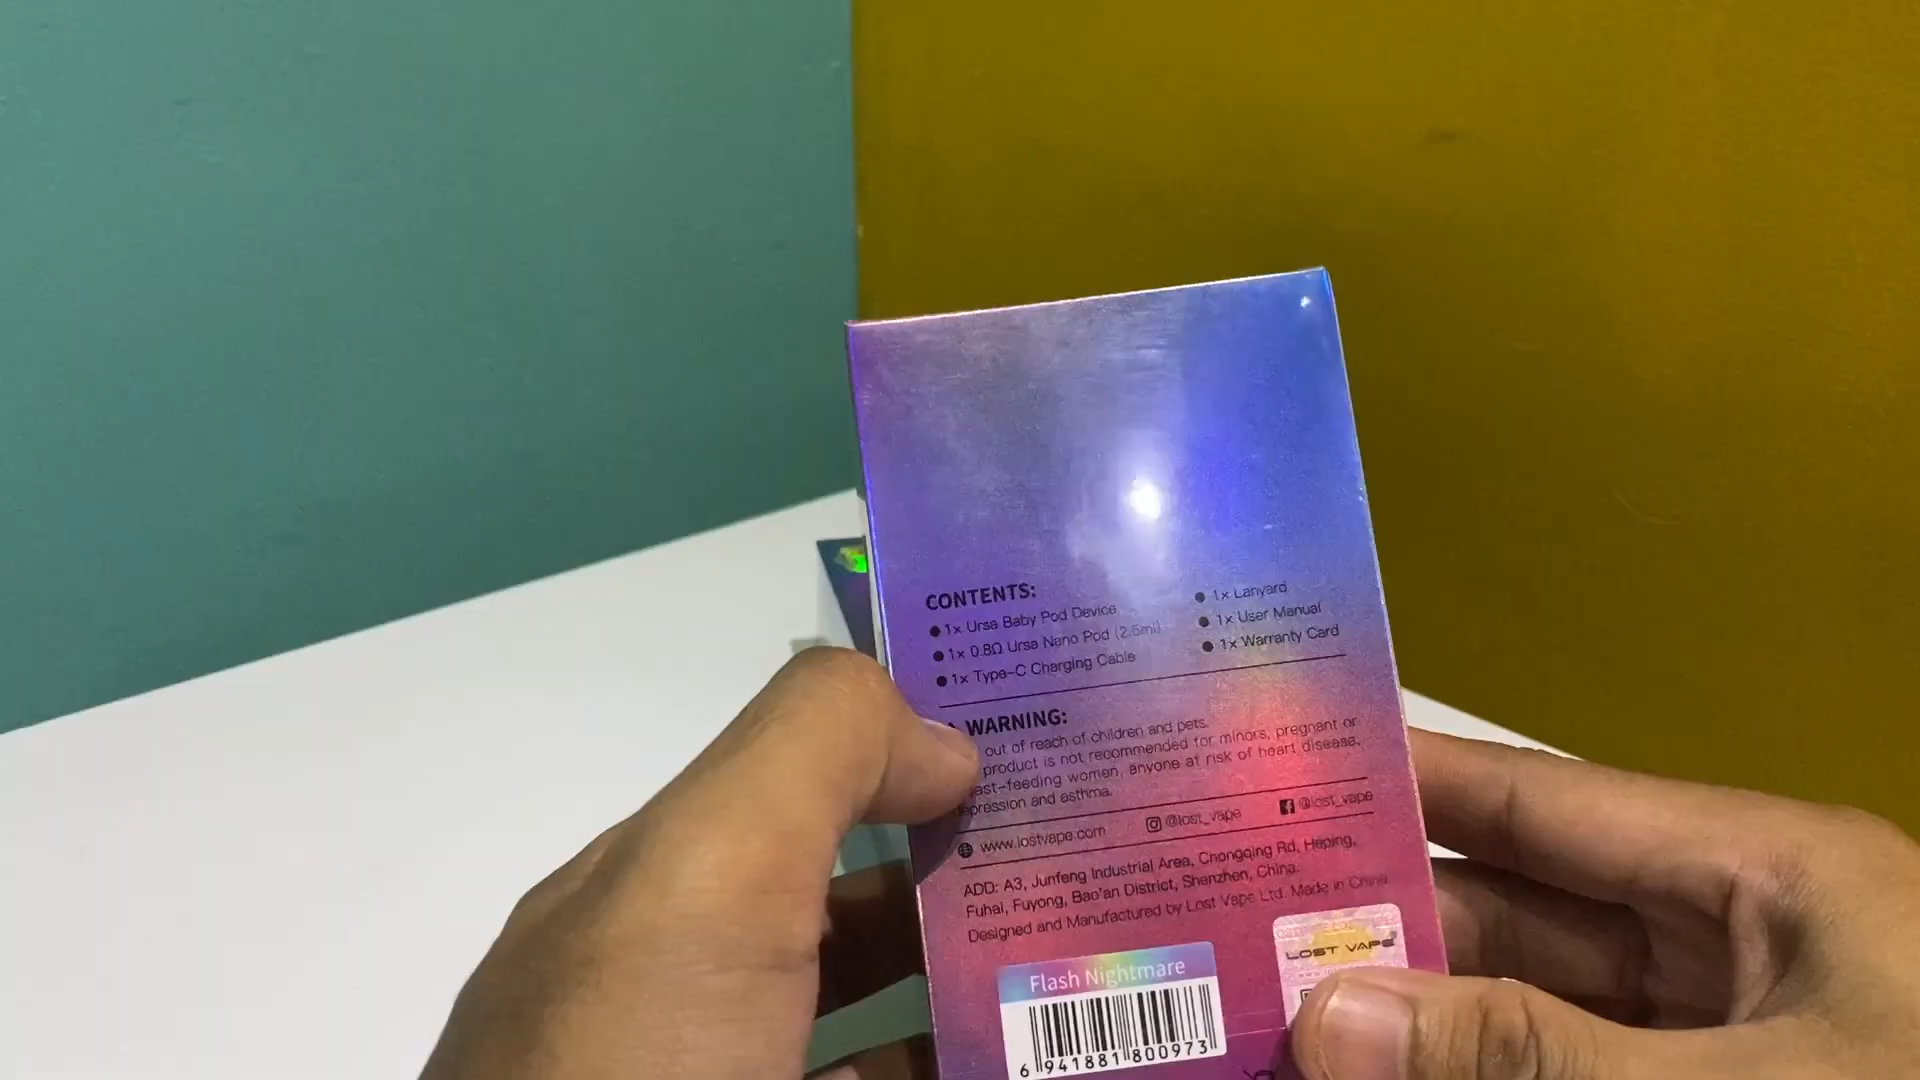 CONTENTS:
● 1x Ursa Baby Pod Device
● 1x 0.8Ω Ursa Nano Pod (2.5ml)
● 1x Type-C Charging Cable
● 1x Lanyard
● 1x User Manual
● 1x Warranty Card
WARNING:
out of reach of children and pets.
product is not recommended for minors, pregnant or
feeding women, anyone at risk of heart disease,
and asthma.
www.lostvape.com @lost_vape @lost_vape
ADD: A3, Junfeng Industrial Area, Chongqing Rd, Heping,
Fuhai, Fuyong, Bao'an District, Shenzhen, China.
Designed and Manufactured by Lost Vape Ltd. Made in China
Flash Nightmare
6 941881 800973
LOST VAPE